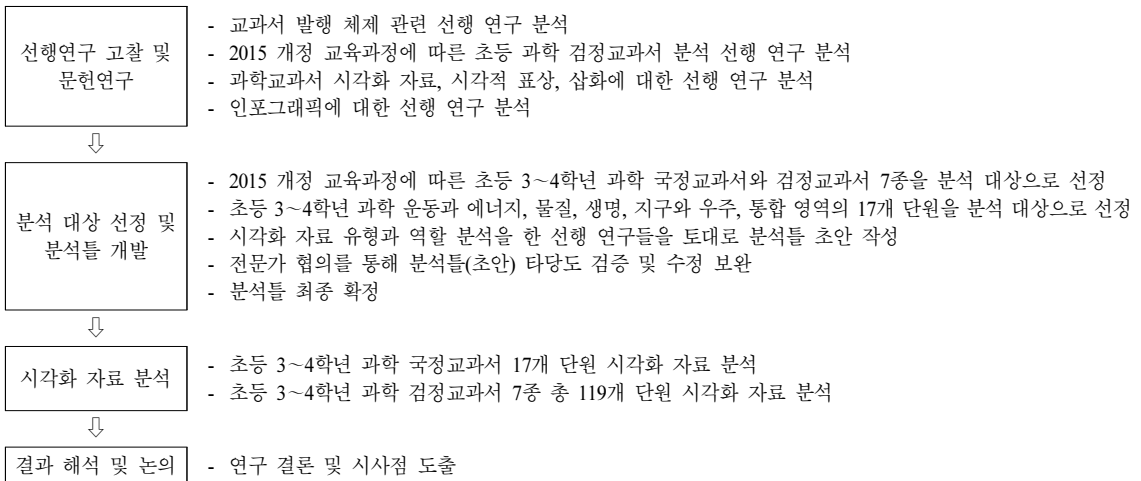 선행연구 고찰 및
문헌연구
- 교과서 발행 체제 관련 선행 연구 분석
- 2015 개정 교육과정에 따른 초등 과학 검정교과서 분석 선행 연구 분석
- 과학교과서 시각화 자료, 시각적 표상, 삽화에 대한 선행 연구 분석
- 인포그래픽에 대한 선행 연구 분석
⇩
분석 대상 선정 및
분석틀 개발
- 2015 개정 교육과정에 따른 초등 3～4학년 과학 국정교과서와 검정교과서 7종을 분석 대상으로 선정
- 초등 3～4학년 과학 운동과 에너지, 물질, 생명, 지구와 우주, 통합 영역의 17개 단원을 분석 대상으로 선정
- 시각화 자료 유형과 역할 분석을 한 선행 연구들을 토대로 분석틀 초안 작성
- 전문가 협의를 통해 분석틀(초안) 타당도 검증 및 수정 보완
- 분석틀 최종 확정
⇩
시각화 자료 분석
- 초등 3～4학년 과학 국정교과서 17개 단원 시각화 자료 분석
- 초등 3～4학년 과학 검정교과서 7종 총 119개 단원 시각화 자료 분석
⇩
결과 해석 및 논의
- 연구 결론 및 시사점 도출